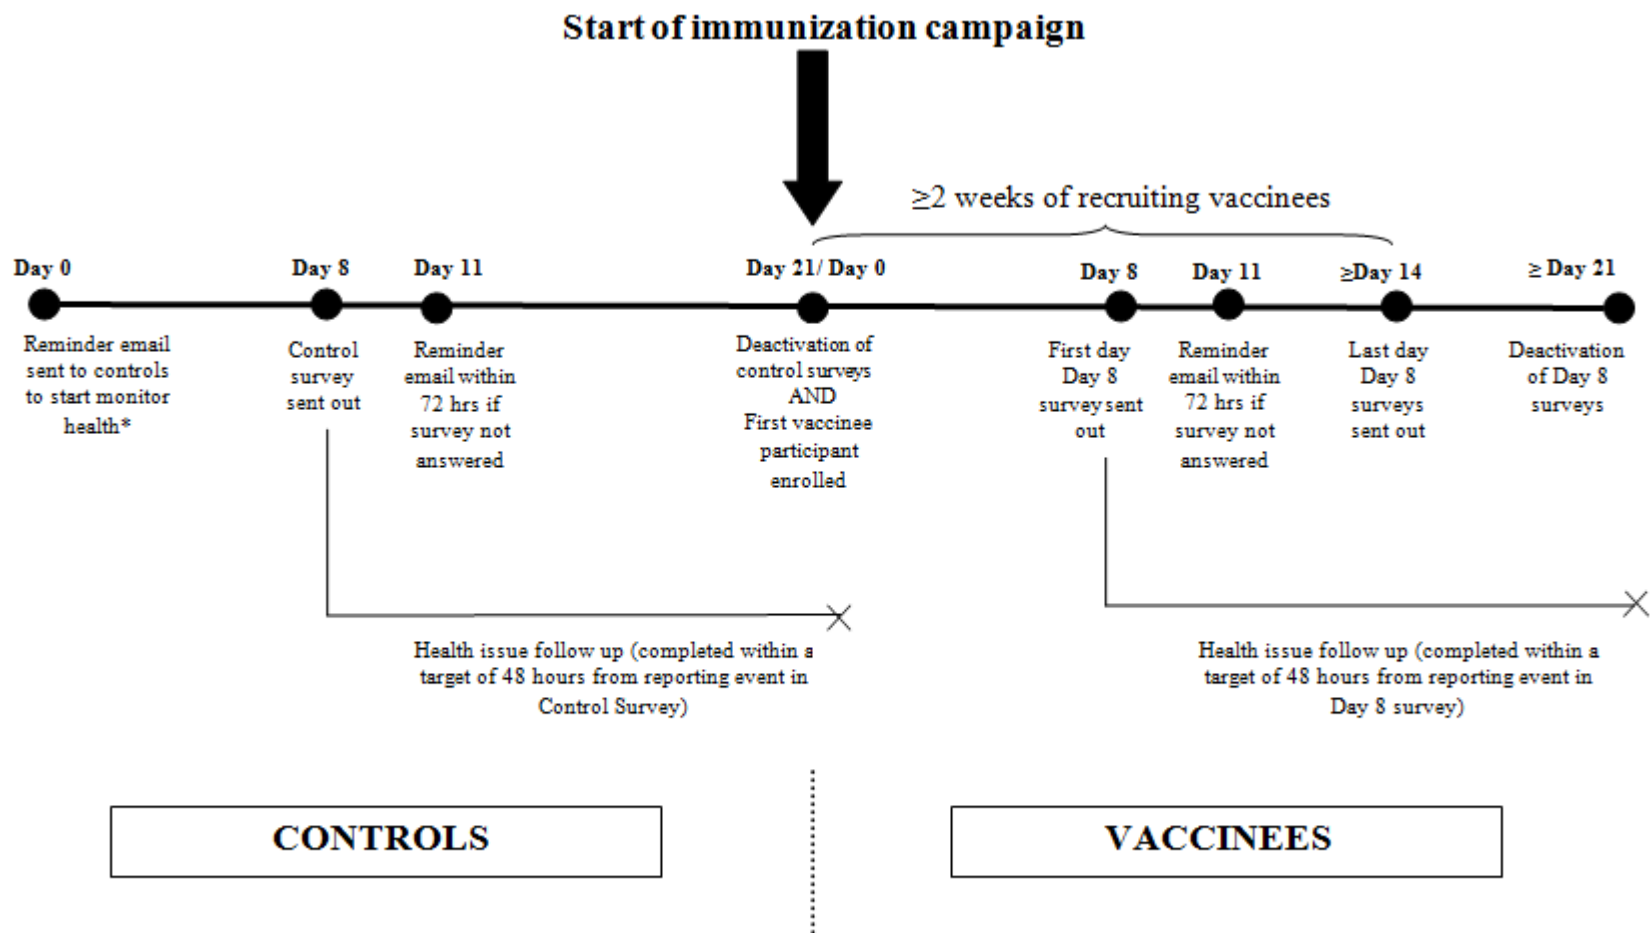 Start of immunization campaign
≥2 weeks of recruiting vaccinees
Day 0
Day 8
Day 11
Day 21/ Day 0
Day 8
Day 11
≥Day 14
≥ Day 21
Reminder email
sent to controls
to start monitor
health*
Control
survey
sent out
Reminder
email within
72 hrs if
survey not
answered
Deactivation of
control surveys
AND
First vaccinee
participant
enrolled
First day
Day 8
survey sent
out
Reminder
email within
72 hrs if
survey not
answered
Last day
Day 8
surveys
sent out
Deactivation
of Day 8
surveys
Health issue follow up (completed within a
target of 48 hours from reporting event in
Control Survey)
Health issue follow up (completed within a
target of 48 hours from reporting event in
Day 8 survey)
CONTROLS
VACCINEES